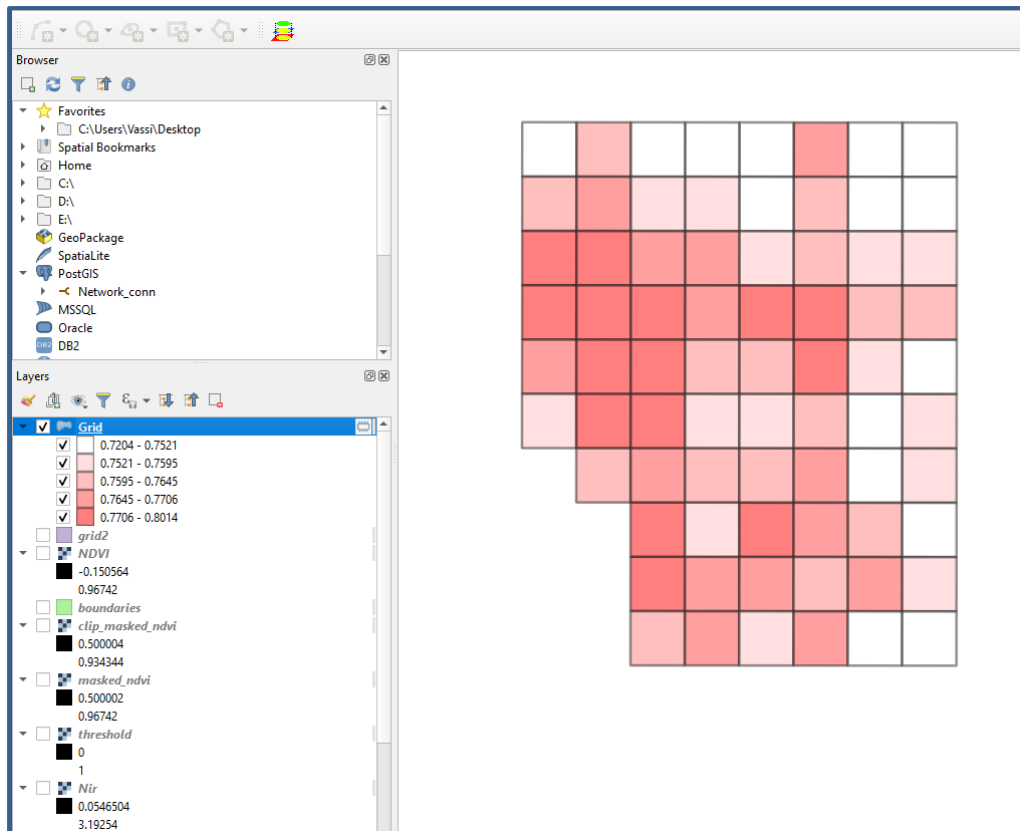 Browser
Favorites
C:\Users\Vassi\Desktop
Spatial Bookmarks
Home
C:\
D:\
E:\
GeoPackage
SpatiaLite
PostGIS
Network_conn
MSSQL
Oracle
DB2
DB2
Layers
Grid
0.7204 - 0.7521
0.7521 - 0.7595
0.7595 - 0.7645
0.7645 - 0.7706
0.7706 - 0.8014
grid2
NDVI
-0.150564
0.96742
boundaries
clip_masked_ndvi
0.500004
0.934344
masked_ndvi
0.500002
0.96742
threshold
0
1
Nir
0.0546504
3.19254